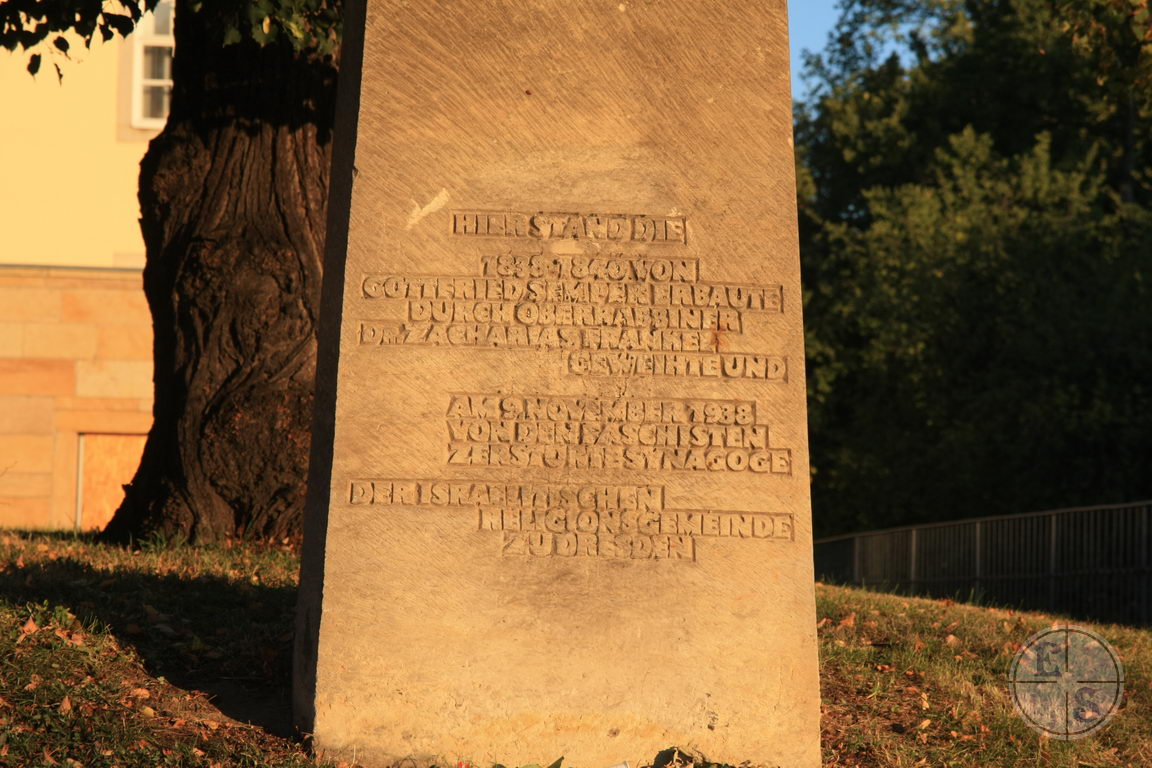 HIER STAND DIE
1838-1840 VON
GOTTFRIED SEMPER ERBAUTE
DURCH OBERRABBINER
DR. ZACHARIAS FRANKEL
GEWEIHTE UND
AM 9. NOVEMBER 1938
VON DEN FASCHISTEN
ZERSTÖRTE SYNAGOGE
DER ISRAELITISCHEN
RELIGIONSGEMEINDE
ZU DRESDEN
E
S